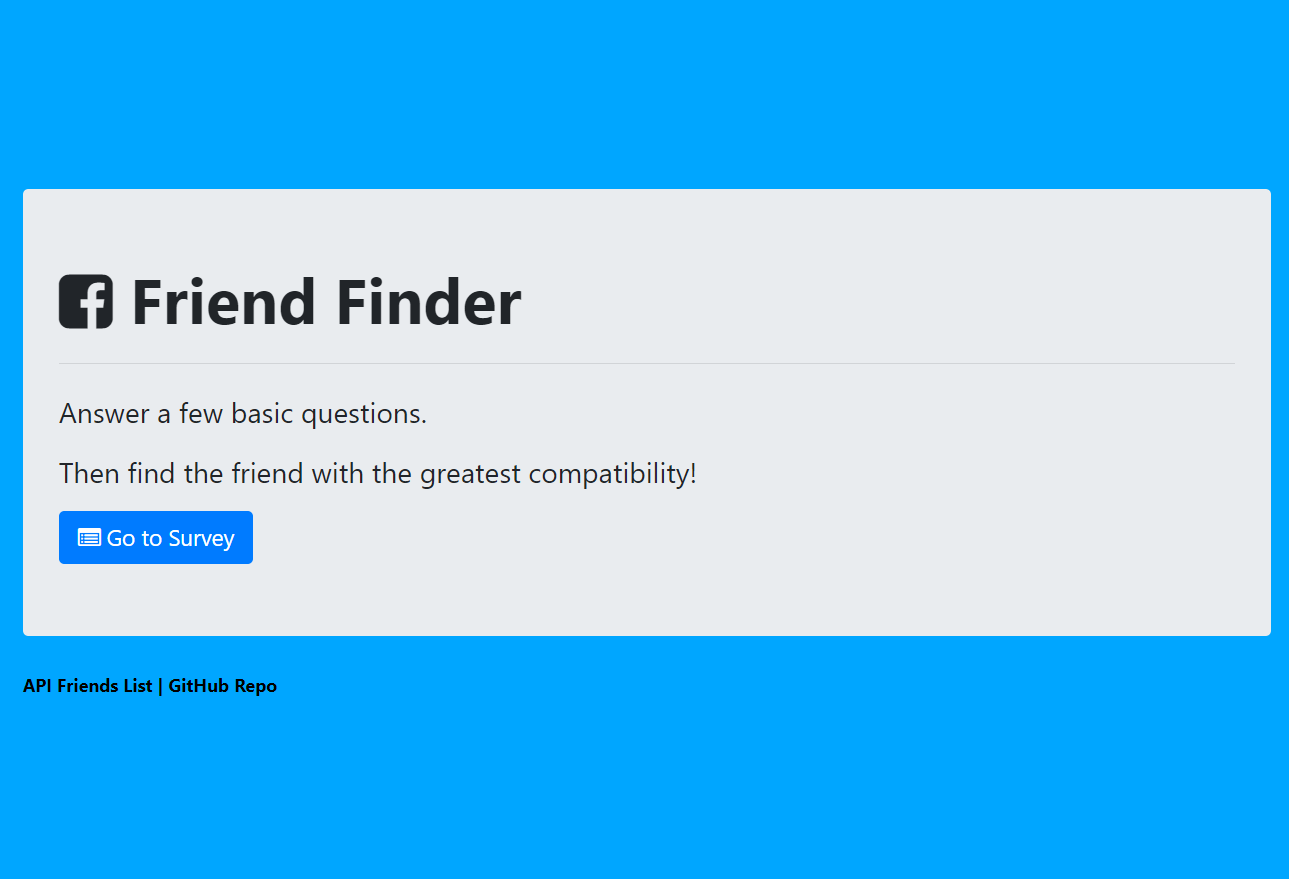 Friend Finder
Answer a few basic questions.
Then find the friend with the greatest compatibility!
Go to Survey
API Friends List | GitHub Repo